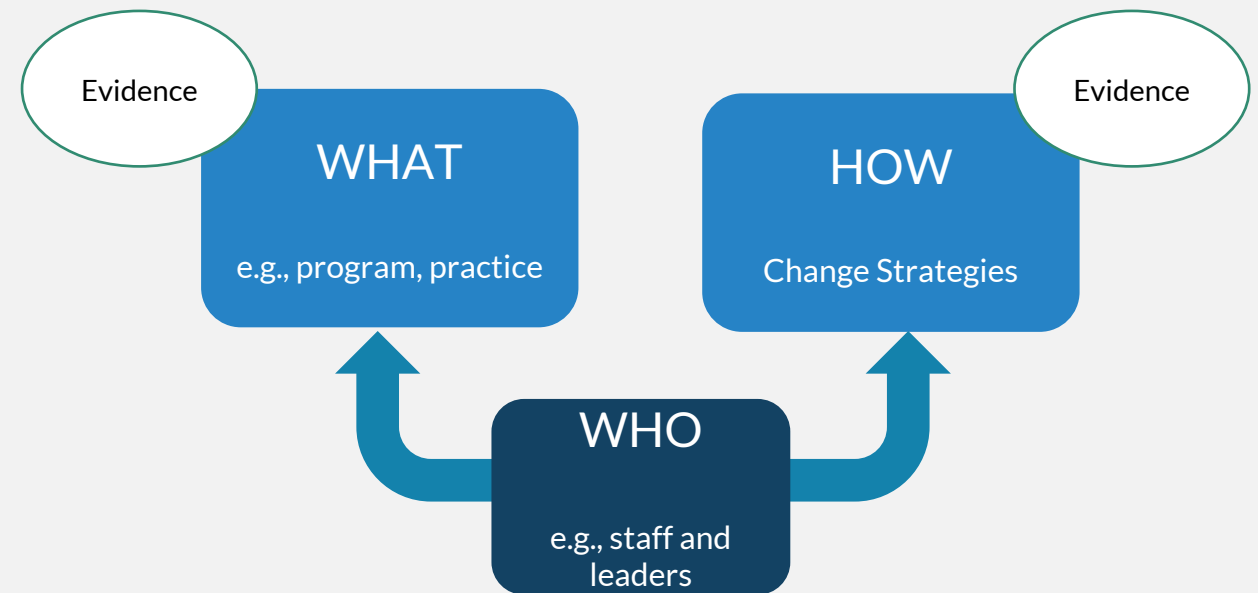 Evidence
WHAT
e.g., program, practice
Evidence
HOW
Change Strategies
WHO
e.g., staff and
leaders